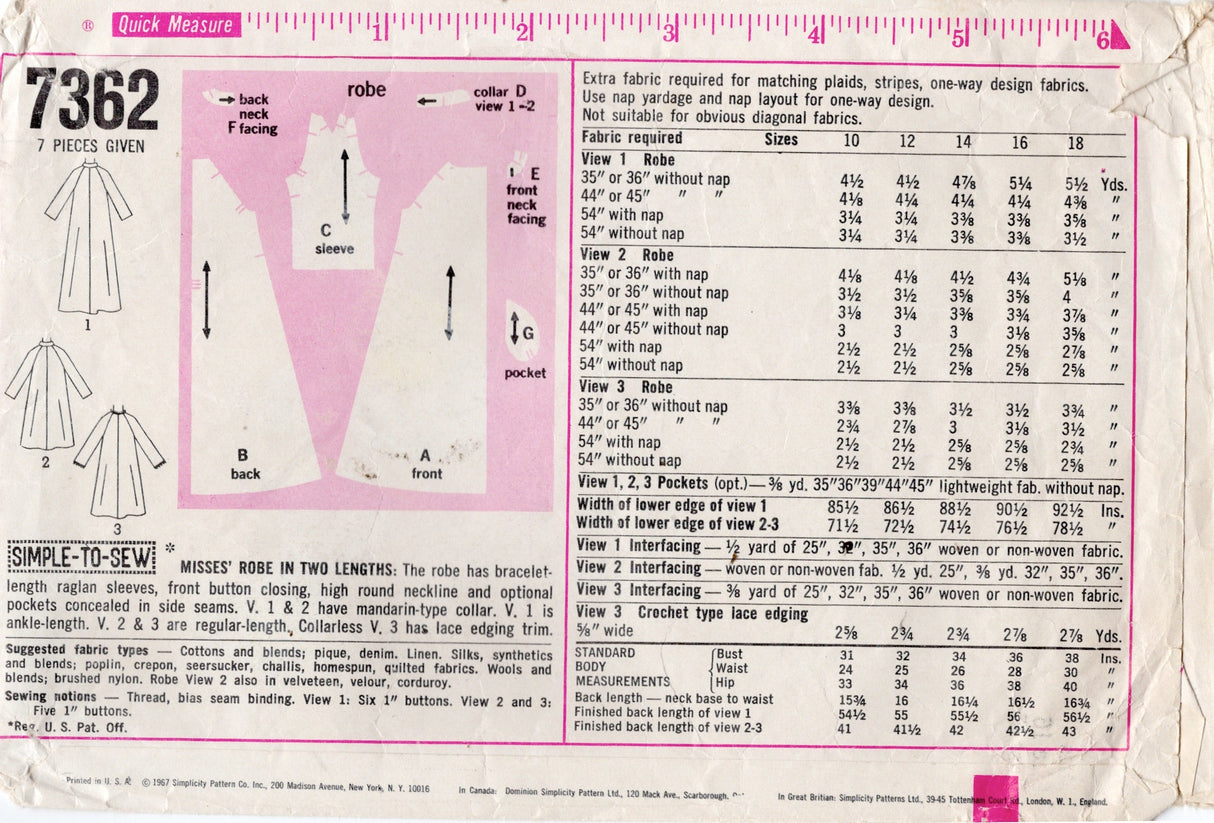 ® Quick Measure 1 2 3 4 5 6
7362
7 PIECES GIVEN
1
2
3
robe
back
neck
F facing
collar D
view 1-2
E
front
neck
facing
C
sleeve
G
pocket
B
back
A
front
SIMPLE-TO-SEW *
MISSES' ROBE IN TWO LENGTHS: The robe has bracelet-
length raglan sleeves, front button closing, high round neckline and optional
pockets concealed in side seams. V. 1 & 2 have mandarin-type collar. V. 1 is
ankle-length. V. 2 & 3 are regular-length. Collarless V. 3 has lace edging trim.
Suggested fabric types — Cottons and blends; pique, denim. Linen. Silks, synthetics
and blends; poplin, crepon, seersucker, challis, homespun, quilted fabrics. Wools and
blends; brushed nylon. Robe View 2 also in velveteen, velour, corduroy.
Sewing notions — Thread, bias seam binding. View 1: Six 1" buttons. View 2 and 3:
Five 1" buttons.
*Reg. U. S. Pat. Off.
Extra fabric required for matching plaids, stripes, one-way design fabrics.
Use nap yardage and nap layout for one-way design.
Not suitable for obvious diagonal fabrics.
Fabric required Sizes 10 12 14 16 18
View 1 Robe
35" or 36" without nap 4½ 4½ 4⅞ 5¼ 5½ Yds.
44" or 45" " " 4⅛ 4¼ 4¼ 4¼ 4⅜ "
54" with nap 3¼ 3¼ 3⅜ 3⅜ 3⅝ "
54" without nap 3¼ 3¼ 3⅜ 3⅜ 3½ "
View 2 Robe
35" or 36" with nap 4⅛ 4⅛ 4½ 4¾ 5⅛ "
35" or 36" without nap 3½ 3½ 3⅝ 3⅝ 4 "
44" or 45" with nap 3⅛ 3¼ 3⅜ 3¾ 3⅞ "
44" or 45" without nap 3 3 3 3⅛ 3⅝ "
54" with nap 2½ 2½ 2⅝ 2⅝ 2⅞ "
54" without nap 2½ 2½ 2⅝ 2⅝ 2⅝ "
View 3 Robe
35" or 36" without nap 3⅜ 3⅜ 3½ 3½ 3¾ "
44" or 45" " " 2¾ 2⅞ 3 3⅛ 3½ "
54" with nap 2½ 2½ 2⅝ 2⅝ 2¾ "
54" without nap 2½ 2½ 2⅝ 2⅝ 2⅝ "
View 1, 2, 3 Pockets (opt.)—⅜ yd. 35"36"39"44"45" lightweight fab. without nap.
Width of lower edge of view 1 85½ 86½ 88½ 90½ 92½ Ins.
Width of lower edge of view 2-3 71½ 72½ 74½ 76½ 78½ "
View 1 Interfacing — ½ yard of 25", 32", 35", 36" woven or non-woven fabric.
View 2 Interfacing — woven or non-woven fab. ½ yd. 25", ⅜ yd. 32", 35", 36".
View 3 Interfacing — ⅜ yard of 25", 32", 35", 36" woven or non-woven fabric.
View 3 Crochet type lace edging
⅝" wide 2⅝ 2¾ 2¾ 2⅞ 2⅞ Yds.
STANDARD BODY MEASUREMENTS { Bust 31 32 34 36 38 Ins.
Waist 24 25 26 28 30 "
Hip 33 34 36 38 40 "
Back length — neck base to waist 15¾ 16 16¼ 16½ 16¾ "
Finished back length of view 1 54½ 55 55½ 56 56½ "
Finished back length of view 2-3 41 41½ 42 42½ 43 "
Printed in U. S. A. © 1967 Simplicity Pattern Co. Inc., 200 Madison Avenue, New York, N. Y. 10016 In Canada: Dominion Simplicity Pattern Ltd., 120 Mack Ave., Scarborough, In Great Britian: Simplicity Patterns Ltd., 39-45 Tottenham Court Rd., London, W. 1., England.